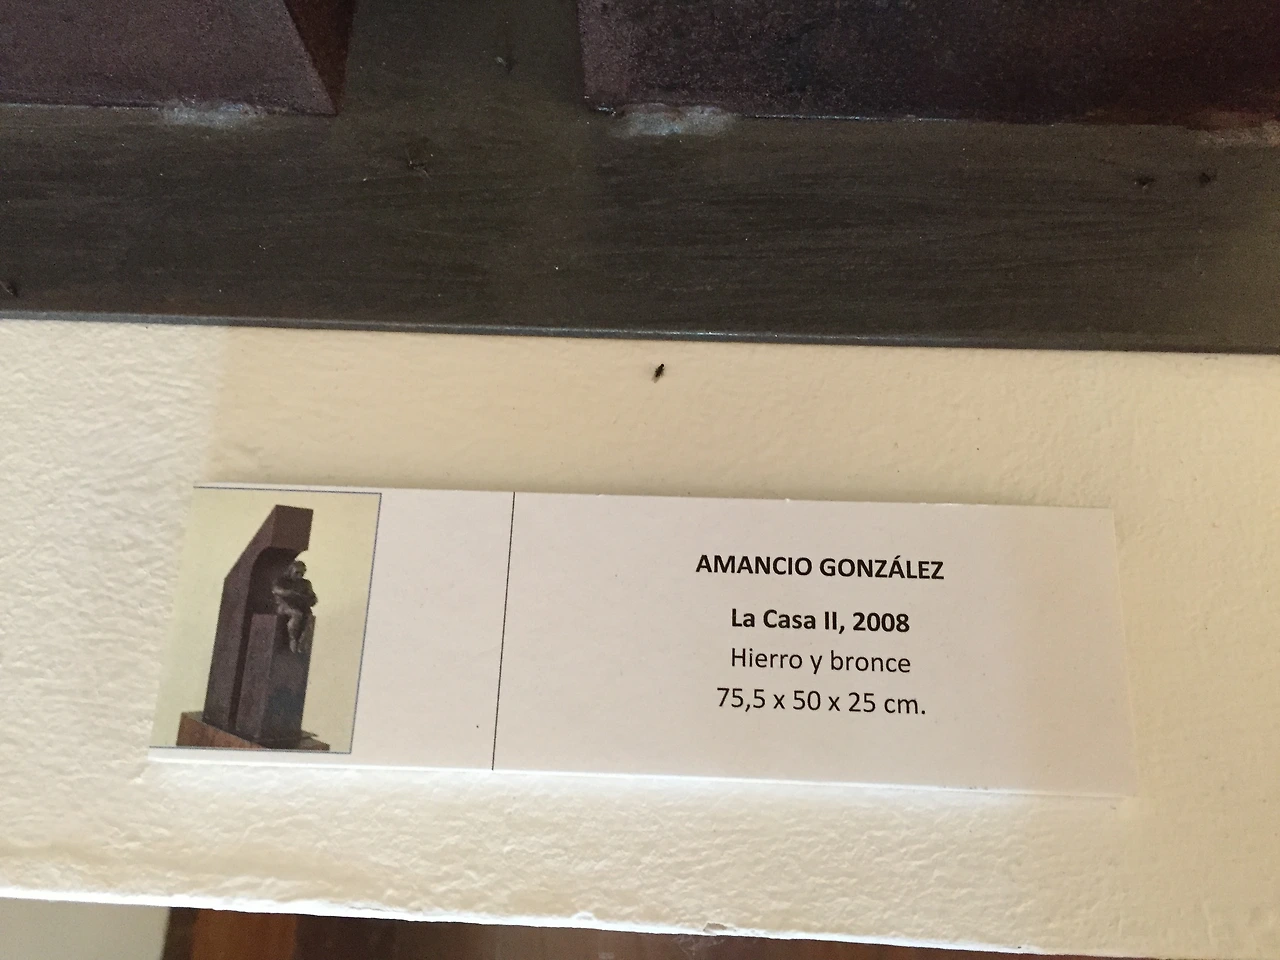 AMANCIO GONZÁLEZ
La Casa II, 2008
Hierro y bronce
75,5 x 50 x 25 cm.